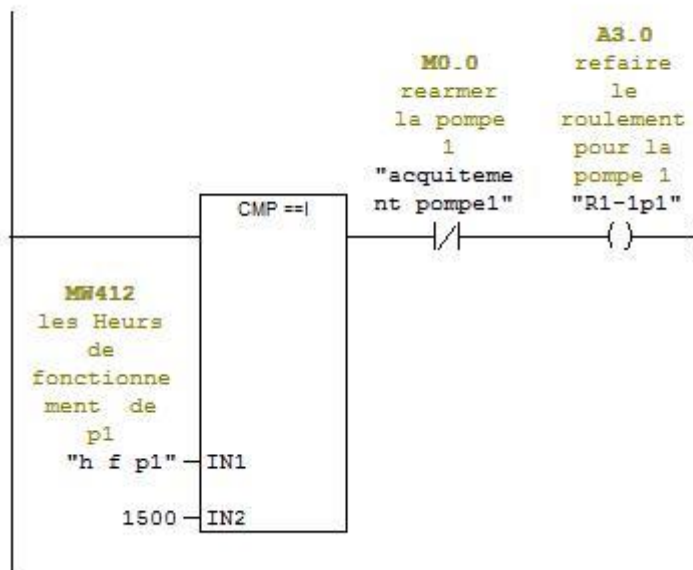 M0.0
rearmer
la pompe
1
"acquiteme
nt pompe1"
A3.0
refaire
le
roulement
pour la
pompe 1
"R1-1p1"
CMP ==I
MW412
les Heurs
de
fonctionne
ment de
p1
"h f p1"
IN1
1500
IN2